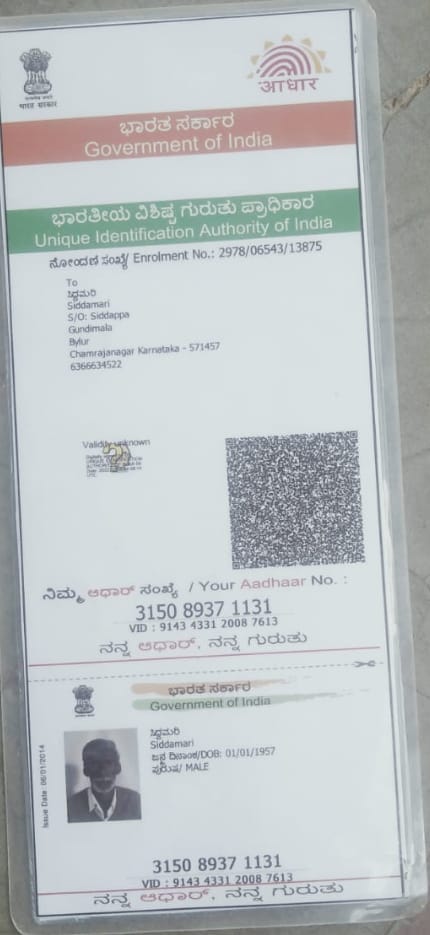 भारत सरकार
आधार
ಭಾರತ ಸರ್ಕಾರ
Government of India
ಭಾರತೀಯ ವಿಶಿಷ್ಟ ಗುರುತು ಪ್ರಾಧಿಕಾರ
Unique Identification Authority of India
ನೋಂದಣಿ ಸಂಖ್ಯೆ/ Enrolment No.: 2978/06543/13875
To
ಸಿದ್ದಮರಿ
Siddamari
S/O: Siddappa
Gundimala
Bylur
Chamrajanagar Karnataka - 571457
6366634522
Validity unknown
ನಿಮ್ಮ ಆಧಾರ್ ಸಂಖ್ಯೆ / Your Aadhaar No. :
3150 8937 1131
VID : 9143 4331 2008 7613
ನನ್ನ ಆಧಾರ್, ನನ್ನ ಗುರುತು
ಭಾರತ ಸರ್ಕಾರ
Government of India
Issue Date: 06/01/2014
ಸಿದ್ದಮರಿ
Siddamari
ಜನ್ಮ ದಿನಾಂಕ/DOB: 01/01/1957
ಪುರುಷ/ MALE
3150 8937 1131
VID : 9143 4331 2008 7613
ನನ್ನ ಆಧಾರ್, ನನ್ನ ಗುರುತು